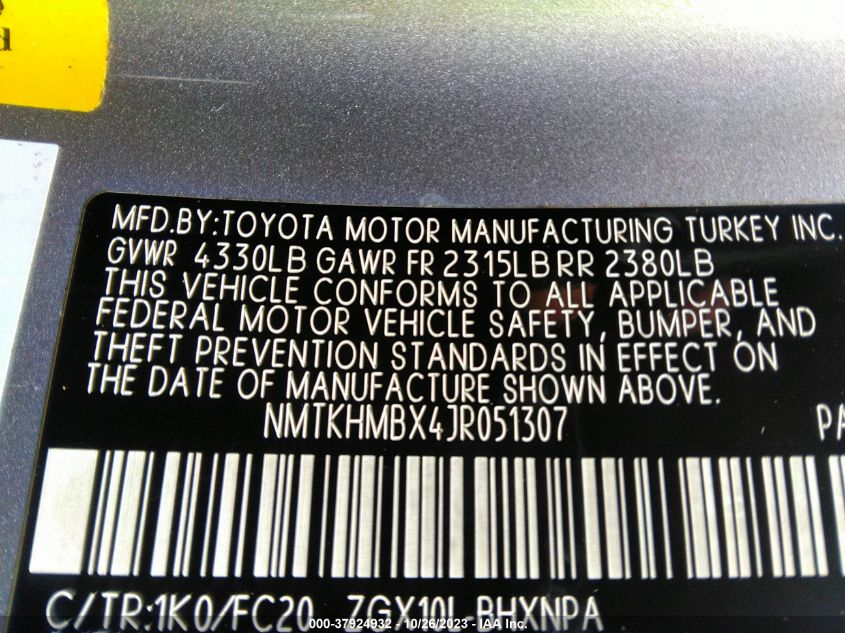 d
MFD.BY:TOYOTA MOTOR MANUFACTURING TURKEY INC.
GVWR 4330LB GAWR FR 2315LB RR 2380LB
THIS VEHICLE CONFORMS TO ALL APPLICABLE
FEDERAL MOTOR VEHICLE SAFETY, BUMPER, AND
THEFT PREVENTION STANDARDS IN EFFECT ON
THE DATE OF MANUFACTURE SHOWN ABOVE.
NMTKHMBX4JR051307 PA
C/TR:1K0/FC20 ZGX10L-BHXNPA
000-37924932 - 10/26/2023 - IAA Inc.